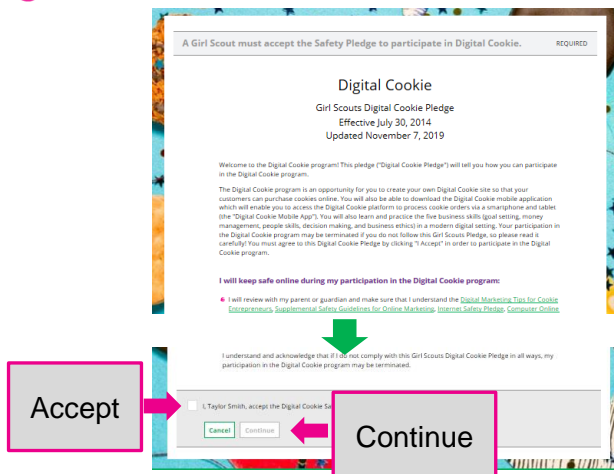 A Girl Scout must accept the Safety Pledge to participate in Digital Cookie.
REQUIRED
Digital Cookie
Girl Scouts Digital Cookie Pledge
Effective July 30, 2014
Updated November 7, 2019
Welcome to the Digital Cookie program! This pledge ("Digital Cookie Pledge") will tell you how you can participate
in the Digital Cookie program.
The Digital Cookie program is an opportunity for you to create your own Digital Cookie site so that your
customers can purchase cookies online. You will also be able to download the Digital Cookie mobile application
which will enable you to access the Digital Cookie platform to process cookie orders via a smartphone and tablet
(the "Digital Cookie Mobile App"). You will also learn and practice the five business skills (goal setting, money
management, people skills, decision making, and business ethics) in a modern digital setting. Your participation in
the Digital Cookie program may be terminated if you do not follow this Girl Scouts Pledge, so please read it
carefully! You must agree to this Digital Cookie Pledge by clicking "I Accept" in order to participate in the Digital
Cookie program.
I will keep safe online during my participation in the Digital Cookie program:
I will review with my parent or guardian and make sure that I understand the Digital Marketing Tips for Cookie
Entrepreneurs, Supplemental Safety Guidelines for Online Marketing, Internet Safety Pledge, Computer Online
I understand and acknowledge that if I do not comply with this Girl Scouts Digital Cookie Pledge in all ways, my
participation in the Digital Cookie program may be terminated.
Accept
I, Taylor Smith, accept the Digital Cookie
Cancel
Continue
Continue